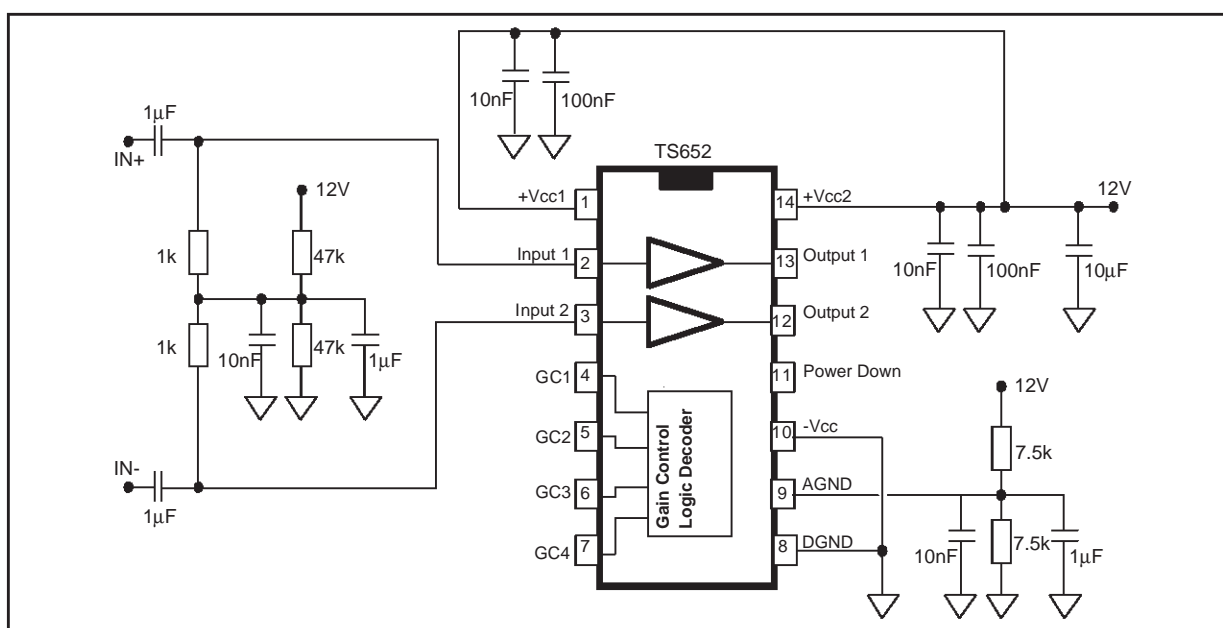 10nF
100nF
1µF
IN+
TS652
12V
+Vcc1
1
14
+Vcc2
12V
1k
47k
Input 1
2
13
Output 1
10nF
100nF
10µF
Input 2
3
12
Output 2
1k
10nF
47k
1µF
GC1
4
11
Power Down
12V
GC2
5
10
-Vcc
7.5k
IN-
1µF
GC3
6
Gain Control
Logic Decoder
9
AGND
GC4
7
8
DGND
10nF
7.5k
1µF